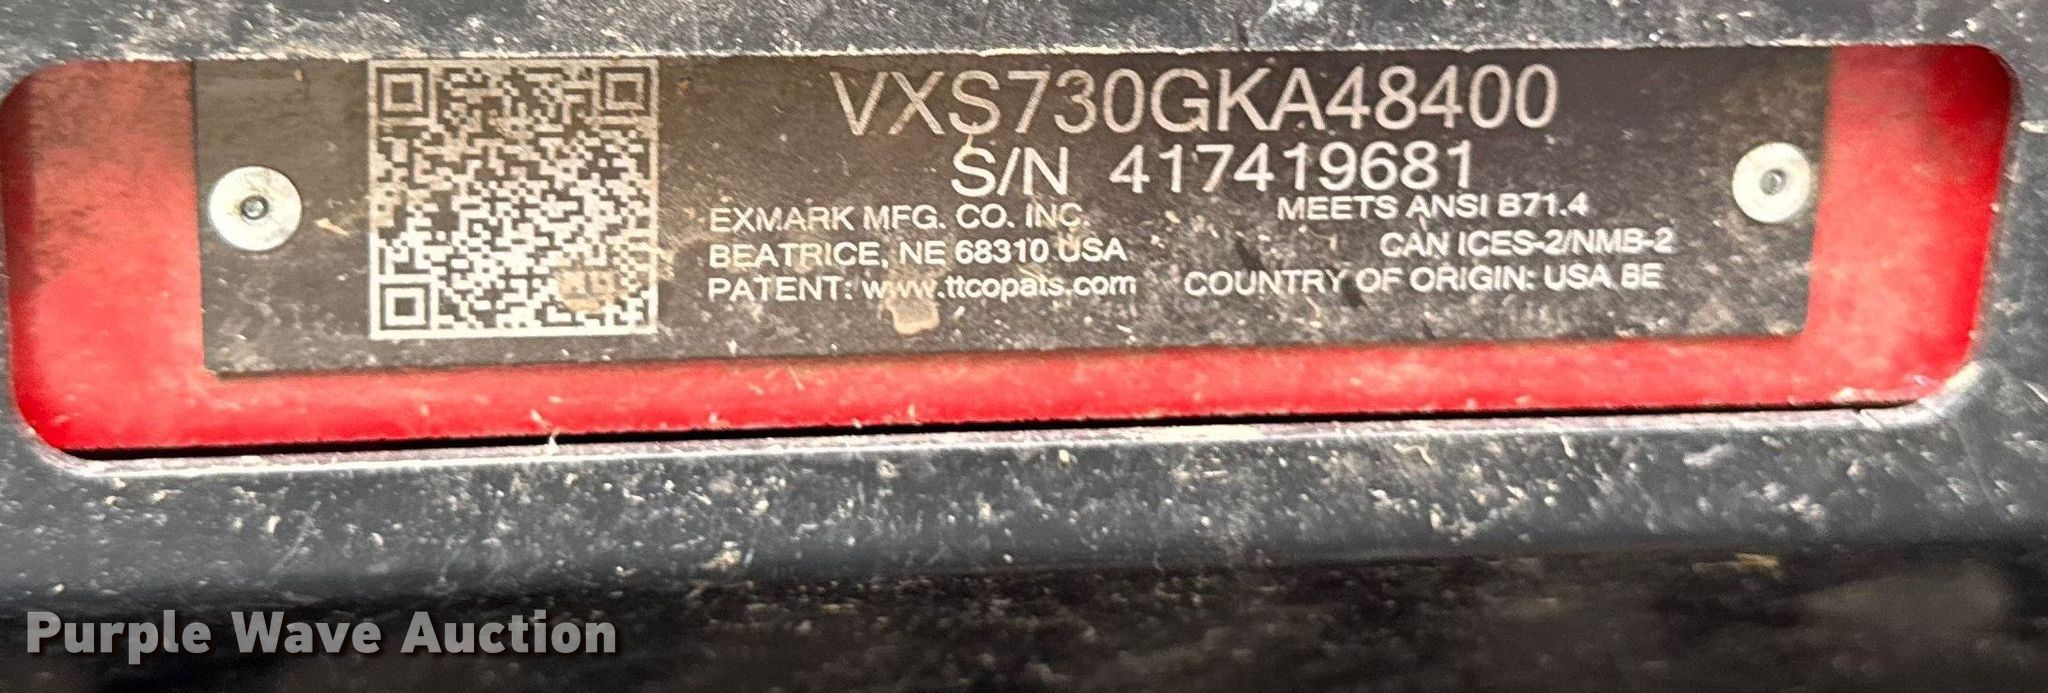 VXS730GKA48400
S/N 417419681
EXMARK MFG. CO. INC.
BEATRICE, NE 68310 USA
PATENT: www.ttcopats.com
MEETS ANSI B71.4
CAN ICES-2/NMB-2
COUNTRY OF ORIGIN: USA 8E
Purple Wave Auction